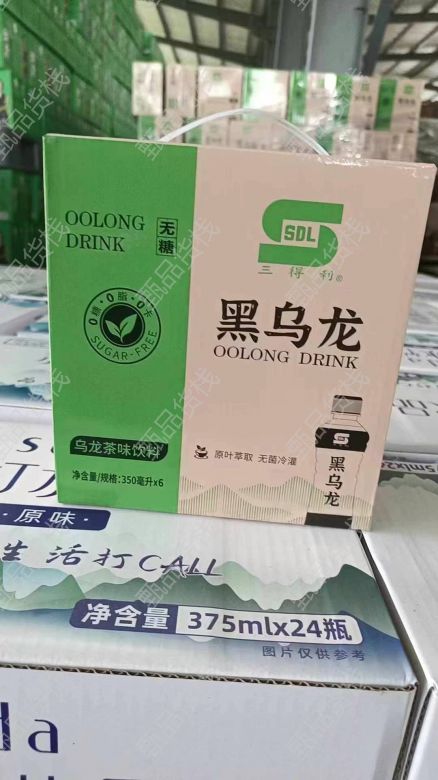 OOLONG
DRINK
无糖
0糖·0脂·0卡
SUGAR-FREE
乌龙茶味饮料
净含量/规格:350毫升x6
SDL
三得利®
黑乌龙
OOLONG DRINK
原叶萃取 无菌冷灌
黑乌龙
原味
生活打CALL
净含量 375mlx24瓶
图片仅供参考
甄品货栈